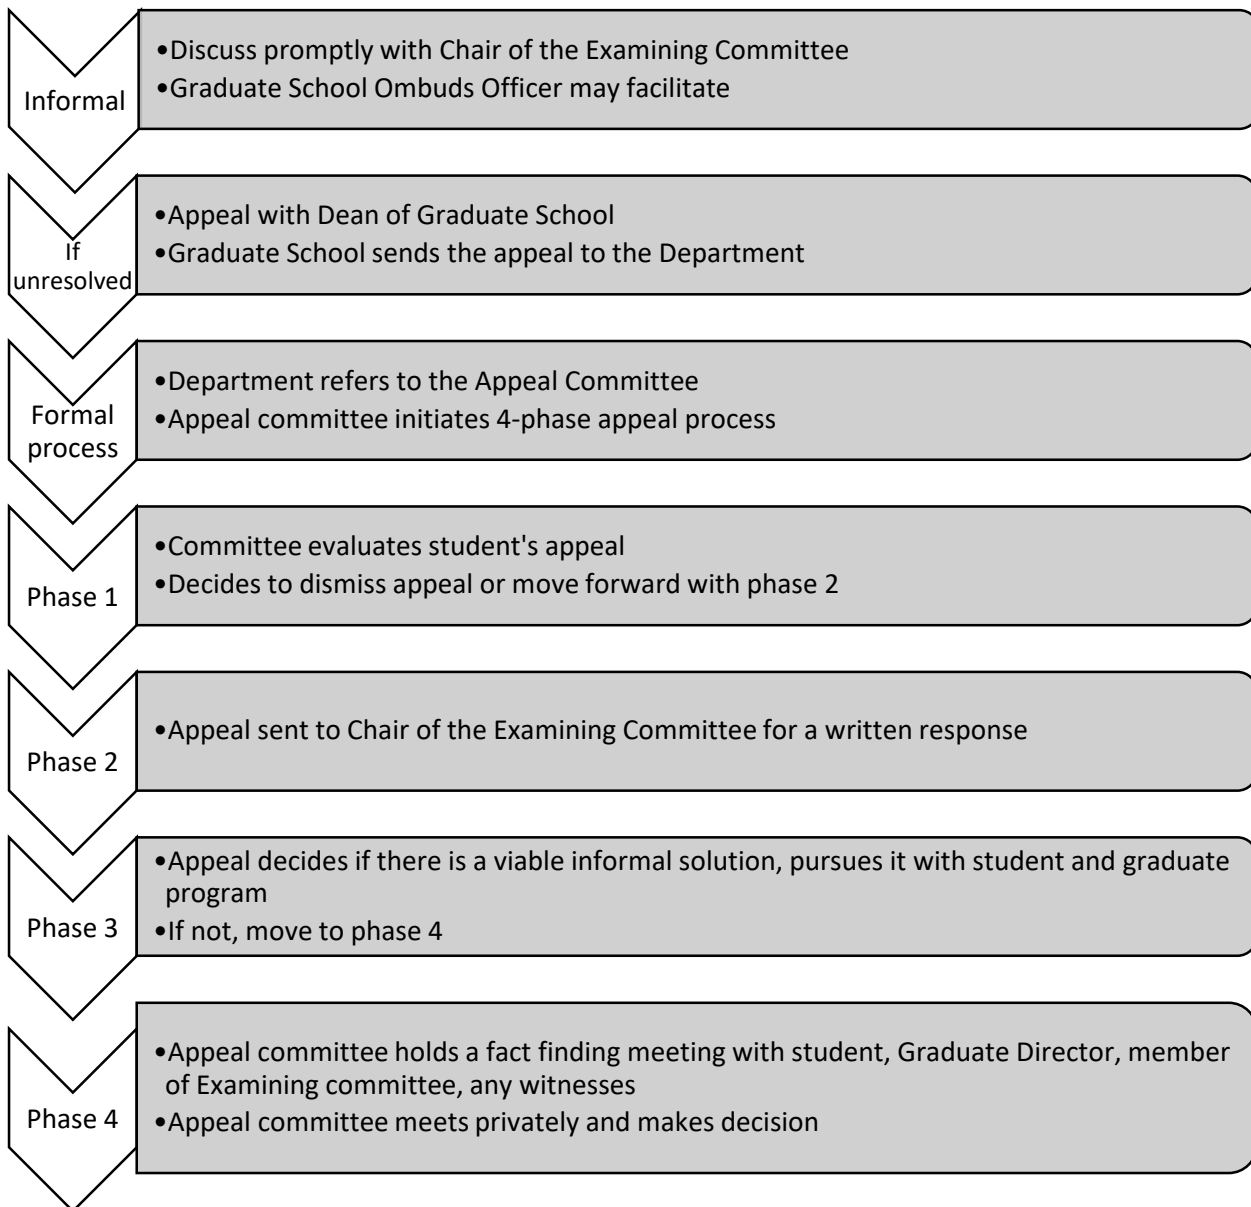 Informal
•Discuss promptly with Chair of the Examining Committee
•Graduate School Ombuds Officer may facilitate
If
unresolved
•Appeal with Dean of Graduate School
•Graduate School sends the appeal to the Department
Formal
process
•Department refers to the Appeal Committee
•Appeal committee initiates 4-phase appeal process
Phase 1
•Committee evaluates student's appeal
•Decides to dismiss appeal or move forward with phase 2
Phase 2
•Appeal sent to Chair of the Examining Committee for a written response
Phase 3
•Appeal decides if there is a viable informal solution, pursues it with student and graduate
program
•If not, move to phase 4
Phase 4
•Appeal committee holds a fact finding meeting with student, Graduate Director, member
of Examining committee, any witnesses
•Appeal committee meets privately and makes decision